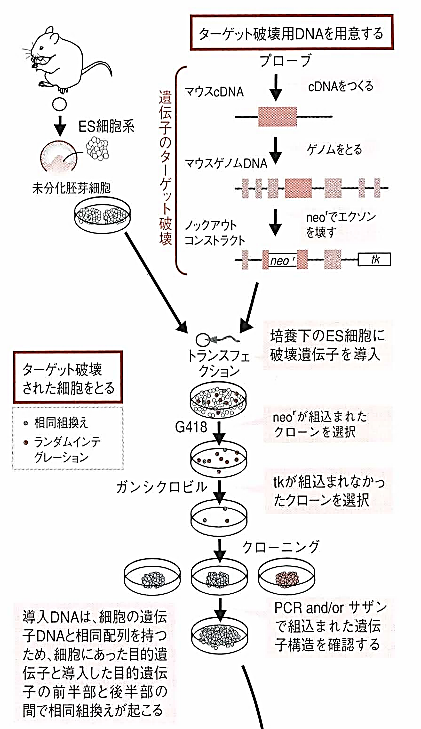 ターゲット破壊用DNAを用意する
プローブ
cDNAをつくる
マウスcDNA
ES細胞系
ゲノムをとる
マウスゲノムDNA
遺伝子のターゲット破壊
未分化胚芽細胞
neoʳでエクソン
を壊す
ノックアウト
コンストラクト
neoʳ
tk
培養下のES細胞に
破壊遺伝子を導入
トランスフェ
クション
ターゲット破壊
された細胞をとる
相同組換え
ランダムインテ
グレーション
G418
neoʳが組込まれた
クローンを選択
ガンシクロビル
tkが組込まれなかっ
たクローンを選択
クローニング
導入DNAは、細胞の遺伝
子DNAと相同配列を持つ
ため、細胞にあった目的遺
伝子と導入した目的遺伝子
の前半部と後半部の
間で相同組換えが起こる
PCR and/or サザン
で組込まれた遺伝
子構造を確認する